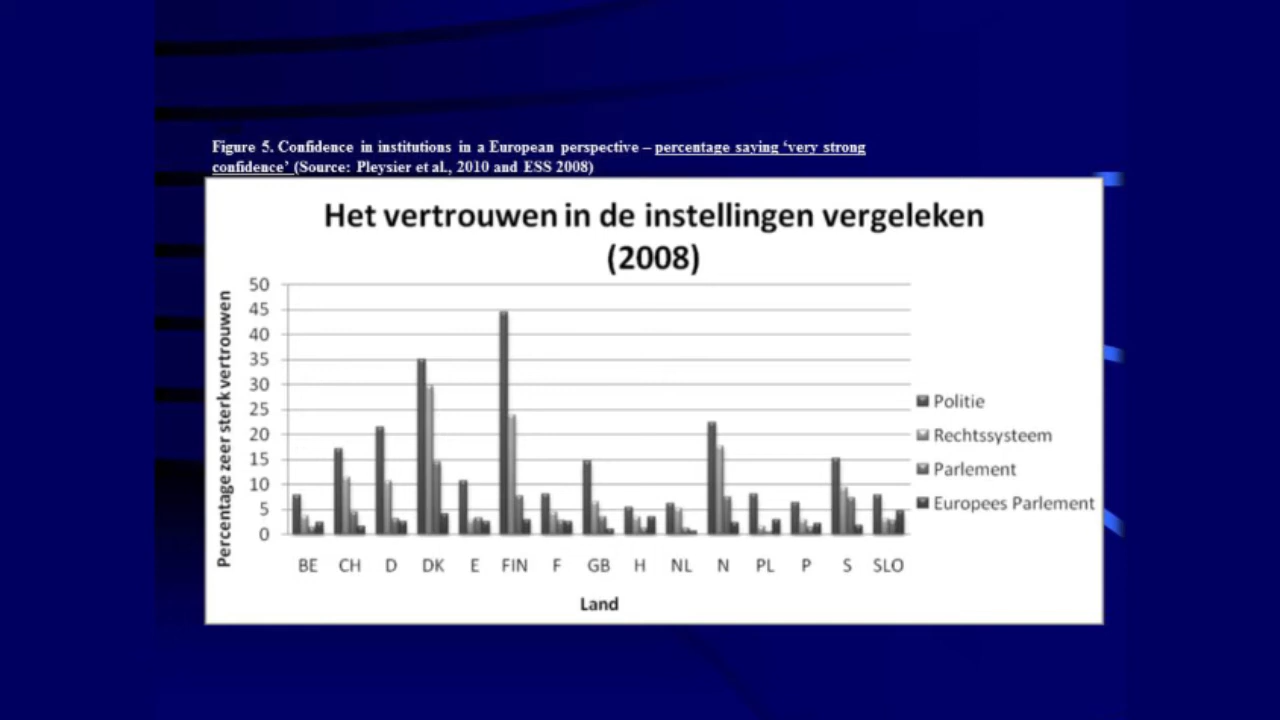 Figure 5. Confidence in institutions in a European perspective – percentage saying ‘very strong
confidence’ (Source: Pleysier et al., 2010 and ESS 2008)
Het vertrouwen in de instellingen vergeleken
(2008)
Percentage zeer sterk vertrouwen
50
45
40
35
30
25
20
15
10
5
0
BE CH D DK E FIN F GB H NL N PL P S SLO
Land
Politie
Rechtssysteem
Parlement
Europees Parlement